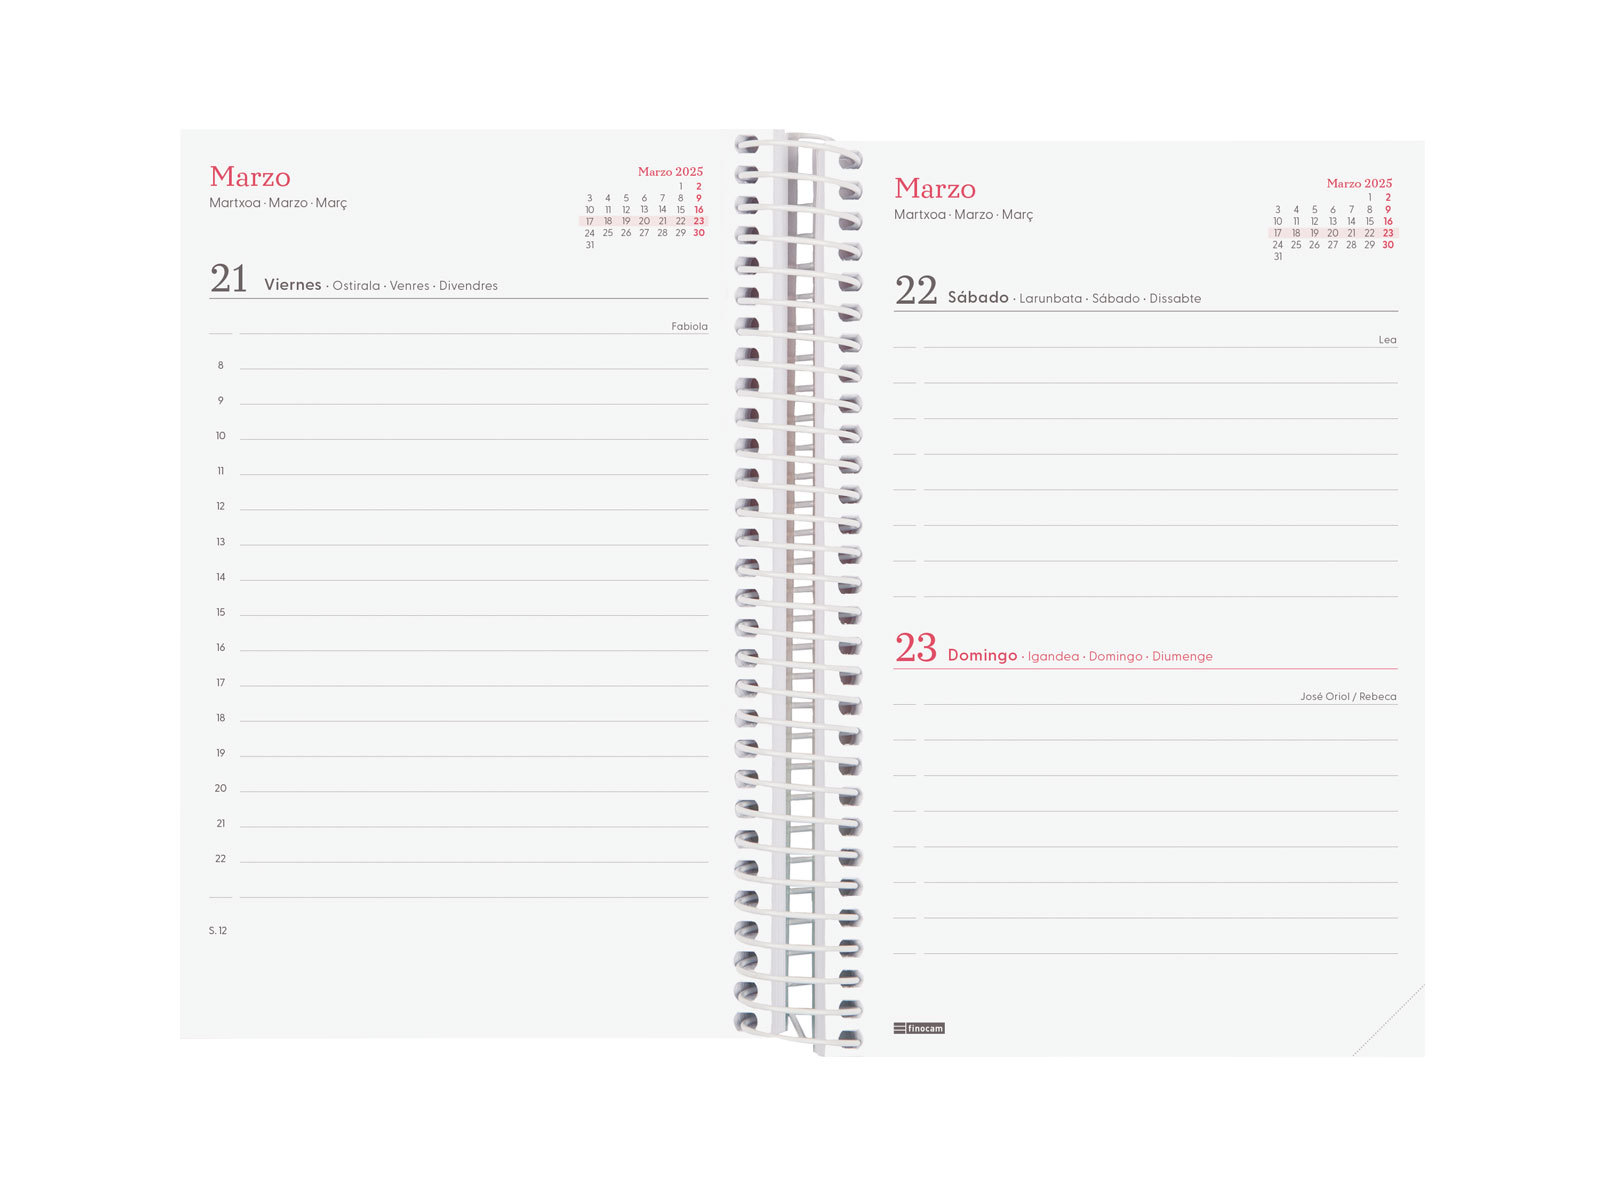 Marzo
Martxoa · Marzo · Març
Marzo 2025
1 2
3 4 5 6 7 8 9
10 11 12 13 14 15 16
17 18 19 20 21 22 23
24 25 26 27 28 29 30
31
21 Viernes · Ostirala · Venres · Divendres
Fabiola
8
9
10
11
12
13
14
15
16
17
18
19
20
21
22
S. 12
Marzo
Martxoa · Marzo · Març
Marzo 2025
1 2
3 4 5 6 7 8 9
10 11 12 13 14 15 16
17 18 19 20 21 22 23
24 25 26 27 28 29 30
31
22 Sábado · Larunbata · Sábado · Dissabte
Lea
23 Domingo · Igandea · Domingo · Diumenge
José Oriol / Rebeca
finocam